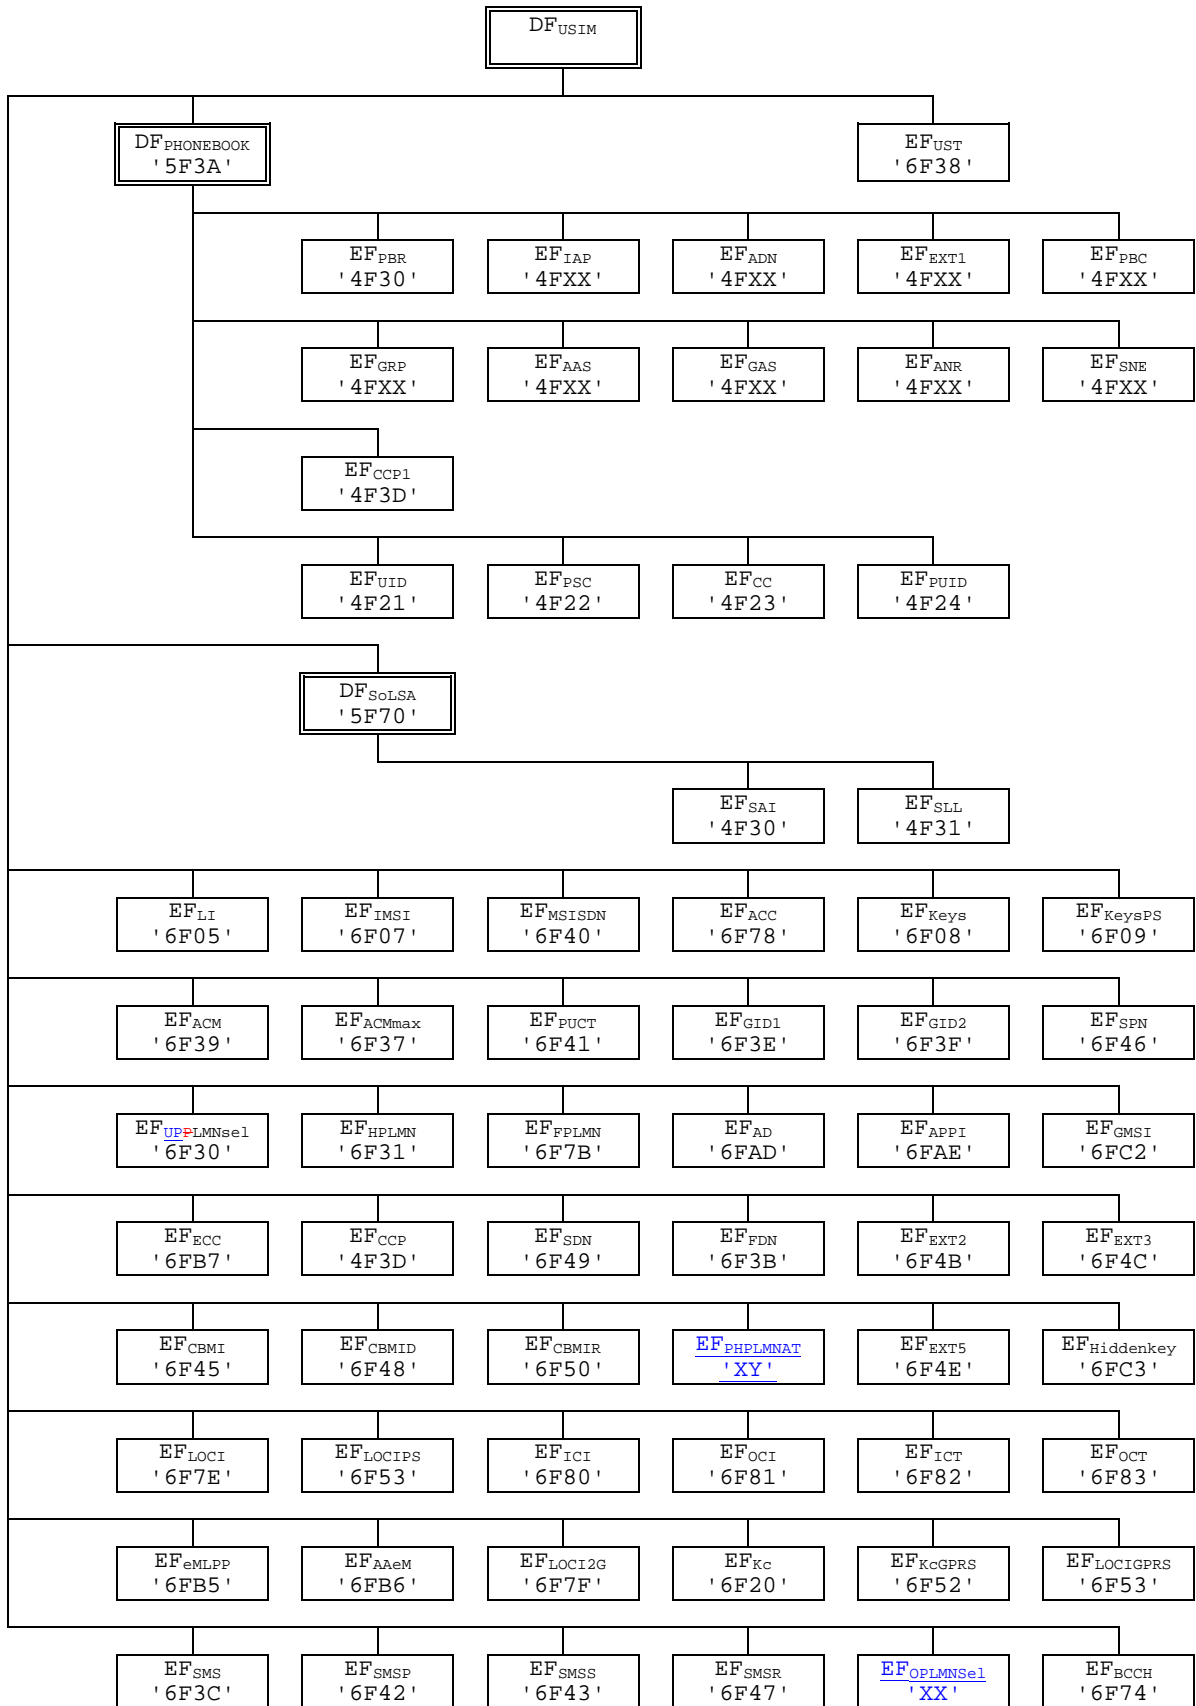 DFUSIM
DFPHONEBOOK
'5F3A'
EFUST
'6F38'
EFPBR
'4F30'
EFIAP
'4FXX'
EFADN
'4FXX'
EFEXT1
'4FXX'
EFPBC
'4FXX'
EFGRP
'4FXX'
EFAAS
'4FXX'
EFGAS
'4FXX'
EFANR
'4FXX'
EFSNE
'4FXX'
EFCCP1
'4F3D'
EFUID
'4F21'
EFPSC
'4F22'
EFCC
'4F23'
EFPUID
'4F24'
DFSoLSA
'5F70'
EFSAI
'4F30'
EFSLL
'4F31'
EFLI
'6F05'
EFIMSI
'6F07'
EFMSISDN
'6F40'
EFACC
'6F78'
EFKeys
'6F08'
EFKeysPS
'6F09'
EFACM
'6F39'
EFACMmax
'6F37'
EFPUCT
'6F41'
EFGID1
'6F3E'
EFGID2
'6F3F'
EFSPN
'6F46'
EFUPPLMNsel
'6F30'
EFHPLMN
'6F31'
EFFPLMN
'6F7B'
EFAD
'6FAD'
EFAPPI
'6FAE'
EFGMSI
'6FC2'
EFECC
'6FB7'
EFCCP
'4F3D'
EFSDN
'6F49'
EFFDN
'6F3B'
EFEXT2
'6F4B'
EFEXT3
'6F4C'
EFCBMI
'6F45'
EFCBMID
'6F48'
EFCBMIR
'6F50'
EFPHPLMNAT
'XY'
EFEXT5
'6F4E'
EFHiddenkey
'6FC3'
EFLOCI
'6F7E'
EFLOCIPS
'6F53'
EFICI
'6F80'
EFOCI
'6F81'
EFICT
'6F82'
EFOCT
'6F83'
EFeMLPP
'6FB5'
EFAAeM
'6FB6'
EFLOCI2G
'6F7F'
EFKc
'6F20'
EFKcGPRS
'6F52'
EFLOCIGPRS
'6F53'
EFSMS
'6F3C'
EFSMSP
'6F42'
EFSMSS
'6F43'
EFSMSR
'6F47'
EFOPLMNSel
'XX'
EFBCCH
'6F74'